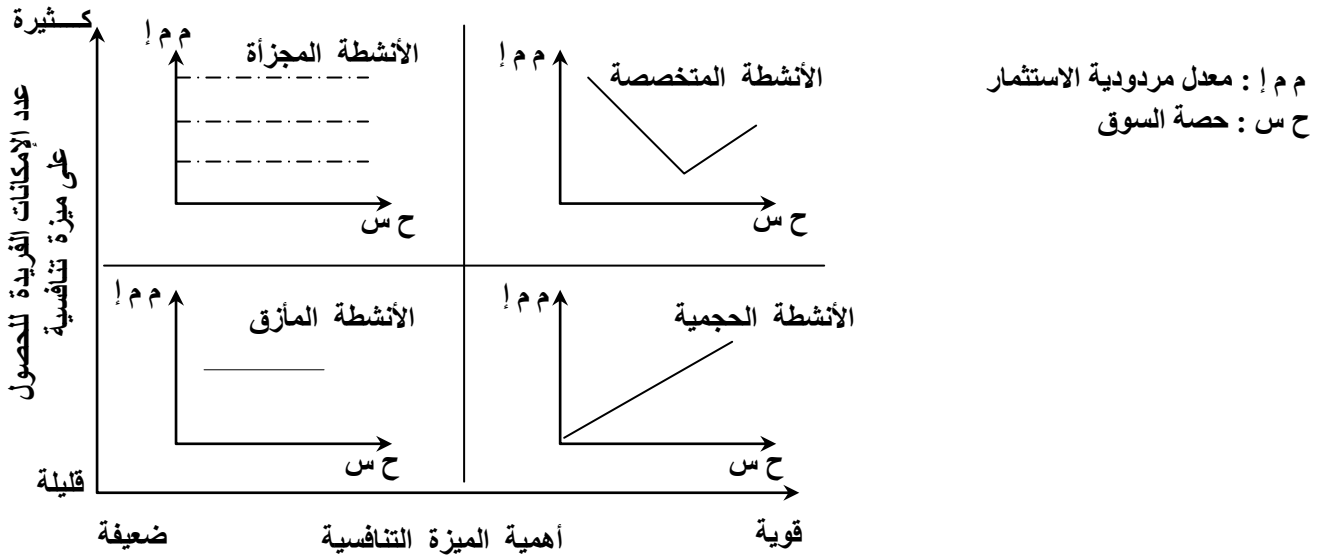 كـــثيرة
عدد الإمكانات الفريدة للحصول
على ميزة تنافسية
قليلة
م م إ
الأنشطة المجزأة
ح س
م م إ
الأنشطة المتخصصة
ح س
م م إ
الأنشطة المأزق
ح س
م م إ
الأنشطة الحجمية
ح س
ضعيفة
أهمية الميزة التنافسية
قوية
م م إ : معدل مردودية الاستثمار
ح س : حصة السوق